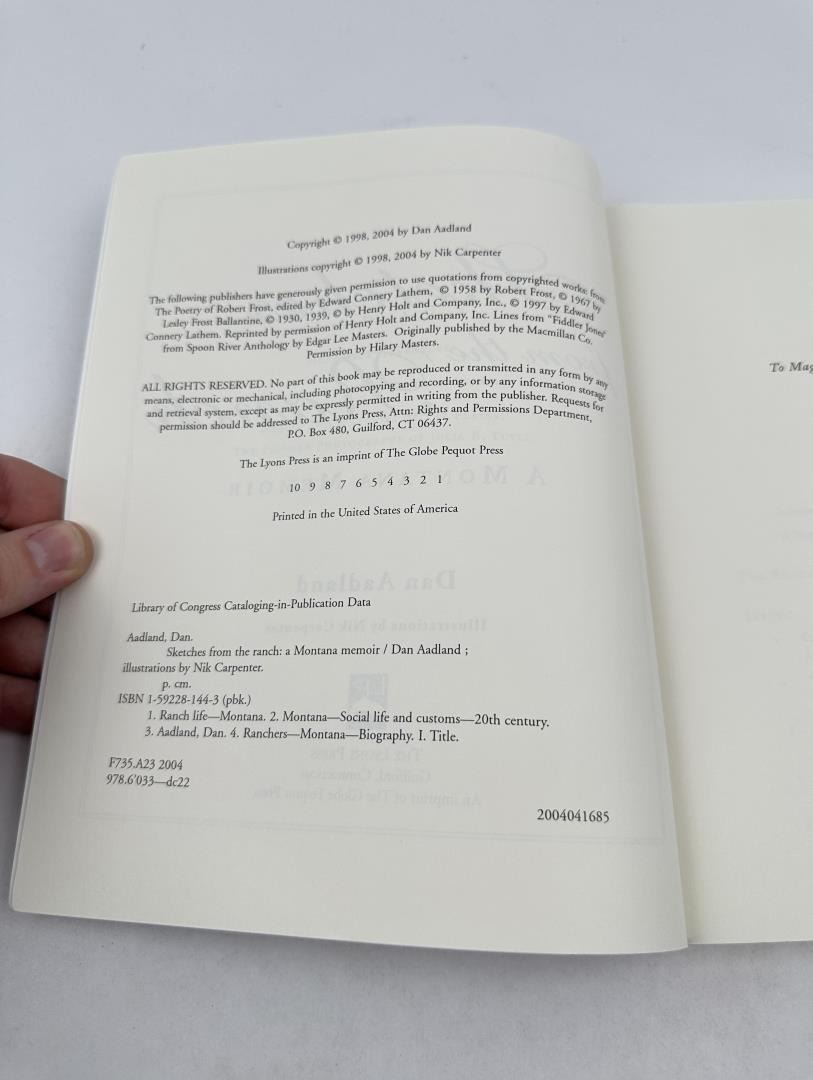 Copyright © 1998, 2004 by Dan Aadland
Illustrations copyright © 1998, 2004 by Nik Carpenter
The following publishers have generously given permission to use quotations from copyrighted works: from
The Poetry of Robert Frost, edited by Edward Connery Lathem, © 1958 by Robert Frost, © 1967 by
Lesley Frost Ballantine, © 1930, 1939, © by Henry Holt and Company, Inc., © 1997 by Edward
Connery Lathem. Reprinted by permission of Henry Holt and Company, Inc. Lines from "Fiddler Jones"
from Spoon River Anthology by Edgar Lee Masters. Originally published by the Macmillan Co.
Permission by Hilary Masters.
ALL RIGHTS RESERVED. No part of this book may be reproduced or transmitted in any form by any
means, electronic or mechanical, including photocopying and recording, or by any information storage
and retrieval system, except as may be expressly permitted in writing from the publisher. Requests for
permission should be addressed to The Lyons Press, Attn: Rights and Permissions Department,
P.O. Box 480, Guilford, CT 06437.
The Lyons Press is an imprint of The Globe Pequot Press
10 9 8 7 6 5 4 3 2 1
Printed in the United States of America
Library of Congress Cataloging-in-Publication Data
Aadland, Dan.
Sketches from the ranch: a Montana memoir / Dan Aadland ;
illustrations by Nik Carpenter.
p. cm.
ISBN 1-59228-144-3 (pbk.)
1. Ranch life—Montana. 2. Montana—Social life and customs—20th century.
3. Aadland, Dan. 4. Ranchers—Montana—Biography. I. Title.
F735.A23 2004
978.6'033—dc22
2004041685
To Mag